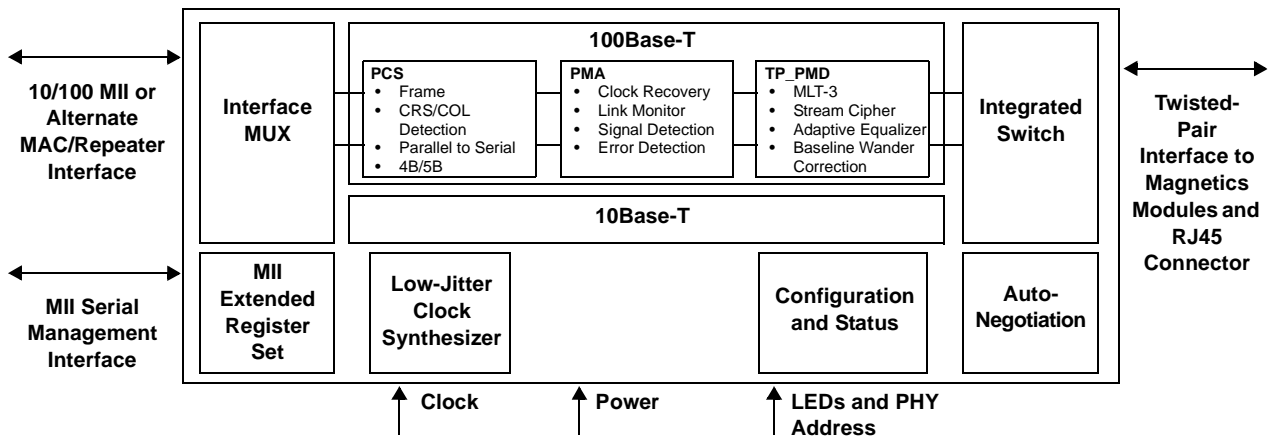 100Base-T
10/100 MII or
Alternate
MAC/Repeater
Interface
Interface
MUX
PCS
• Frame
• CRS/COL
Detection
• Parallel to Serial
• 4B/5B
PMA
• Clock Recovery
• Link Monitor
• Signal Detection
• Error Detection
TP_PMD
• MLT-3
• Stream Cipher
• Adaptive Equalizer
• Baseline Wander
Correction
Integrated
Switch
Twisted-
Pair
Interface to
Magnetics
Modules and
RJ45
Connector
10Base-T
MII Serial
Management
Interface
MII
Extended
Register
Set
Low-Jitter
Clock
Synthesizer
Configuration
and Status
Auto-
Negotiation
Clock
Power
LEDs and PHY
Address